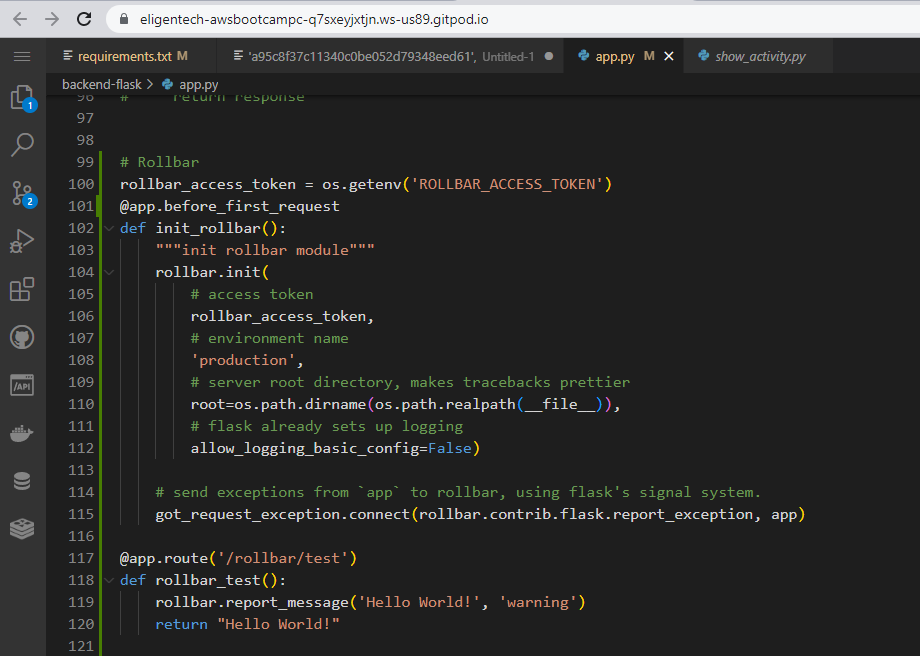 eligentech-awsbootcampc-q7sxeyjxtjn.ws-us89.gitpod.io
requirements.txt M 'a95c8f37c11340c0be052d79348eed61', Untitled-1 app.py M show_activity.py
backend-flask > app.py
96 # return response
97
98
99 # Rollbar
100 rollbar_access_token = os.getenv('ROLLBAR_ACCESS_TOKEN')
101 @app.before_first_request
102 def init_rollbar():
103 """init rollbar module"""
104 rollbar.init(
105 # access token
106 rollbar_access_token,
107 # environment name
108 'production',
109 # server root directory, makes tracebacks prettier
110 root=os.path.dirname(os.path.realpath(__file__)),
111 # flask already sets up logging
112 allow_logging_basic_config=False)
113
114 # send exceptions from `app` to rollbar, using flask's signal system.
115 got_request_exception.connect(rollbar.contrib.flask.report_exception, app)
116
117 @app.route('/rollbar/test')
118 def rollbar_test():
119 rollbar.report_message('Hello World!', 'warning')
120 return "Hello World!"
121
1
2
/API